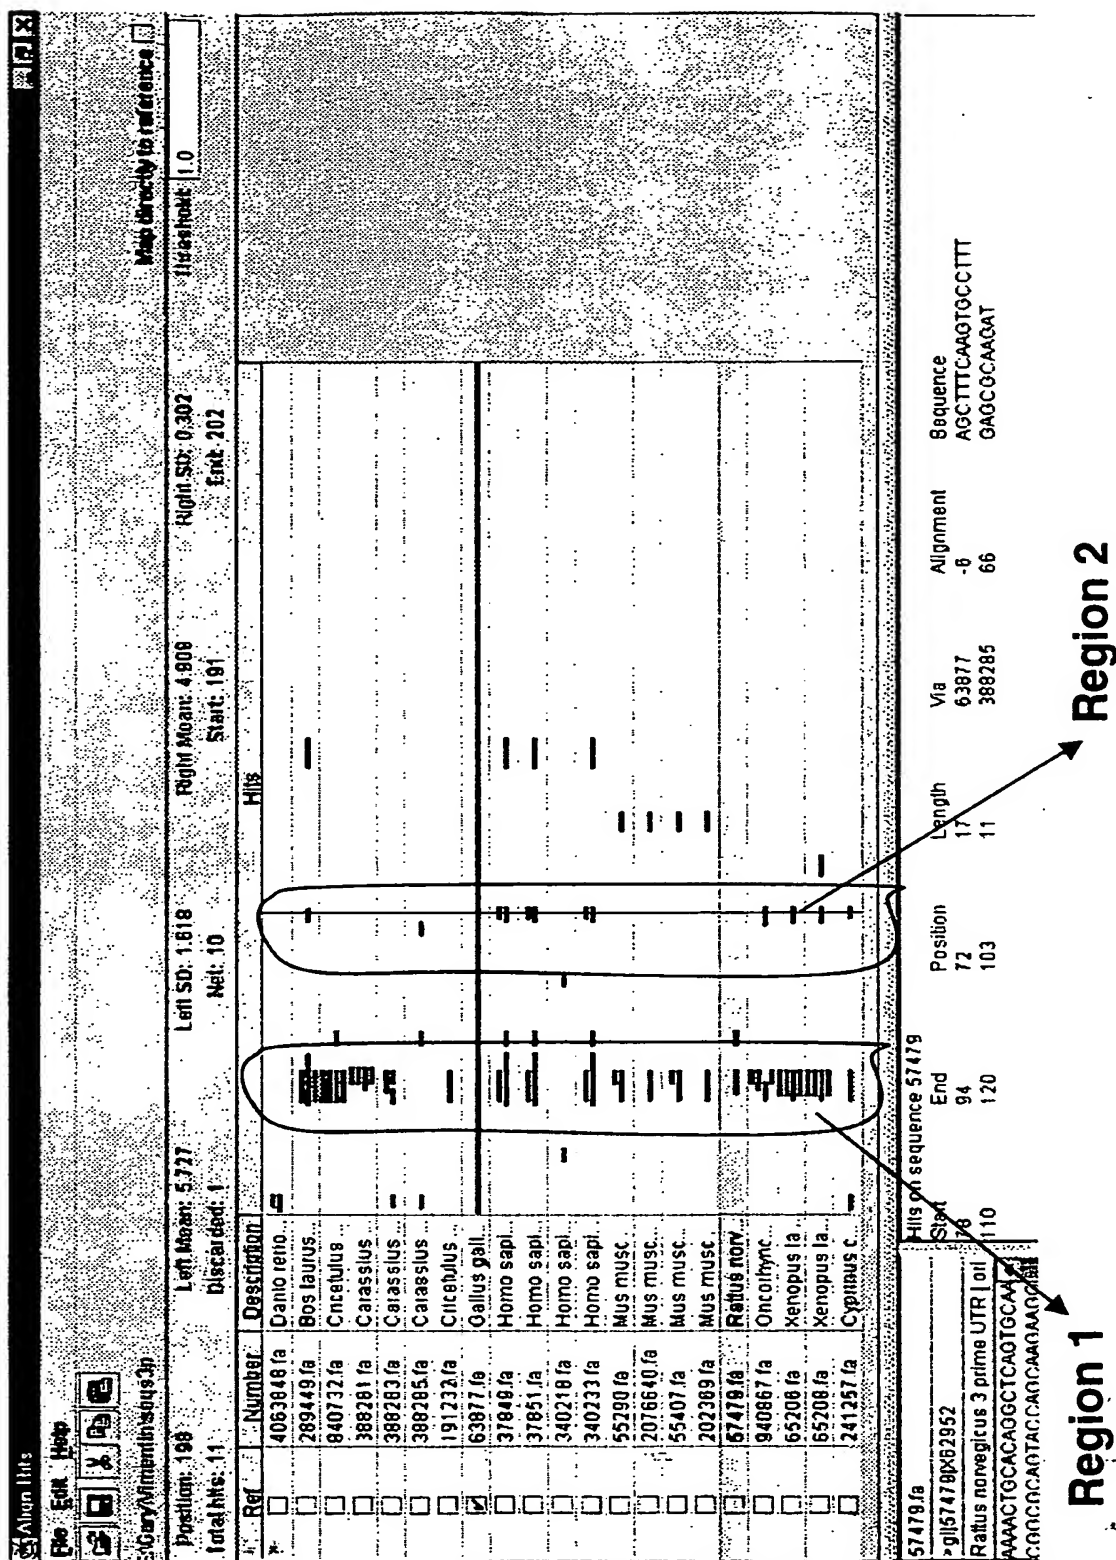 Align Hits
File Edit Help
Map directly to reference
Position: 198 Left Mean: 5.727 Left SD: 1.618 Right Mean: 4.909 Right SD: 0.302 Threshold: 1.0
Total hits: 11 Discarded: 1 Net: 10 Start: 191 End: 202
Ref Number Description Hits
4063848.fa Danio rerio...
289449.fa Bos taurus...
840732.fa Cricetulus...
388281.fa Carassius...
388283.fa Carassius...
388285.fa Carassius...
191232.fa Cricetulus...
63877.fa Gallus gall...
37849.fa Homo sapi...
37851.fa Homo sapi...
340218.fa Homo sapi...
340233.fa Homo sapi...
55290.fa Mus musc...
2076640.fa Mus musc...
55407.fa Mus musc...
202369.fa Mus musc...
57479.fa Rattus norv...
940867.fa Oncorhync...
65206.fa Xenopus la...
65208.fa Xenopus la...
241257.fa Cyprinus c...
57479.fa
>gi|57478|X62952
Rattus norvegicus 3 prime UTR | ori
AAAACTGCACACAGGCTCAGTGCAA
Hits on sequence 57479
Start End Position Length Via Alignment Sequence
78 94 72 17 63877 -6 AGCTTTCAAGTGCCTTT
110 120 103 11 388285 66 GAGCGCAAGAT
Region 1
Region 2